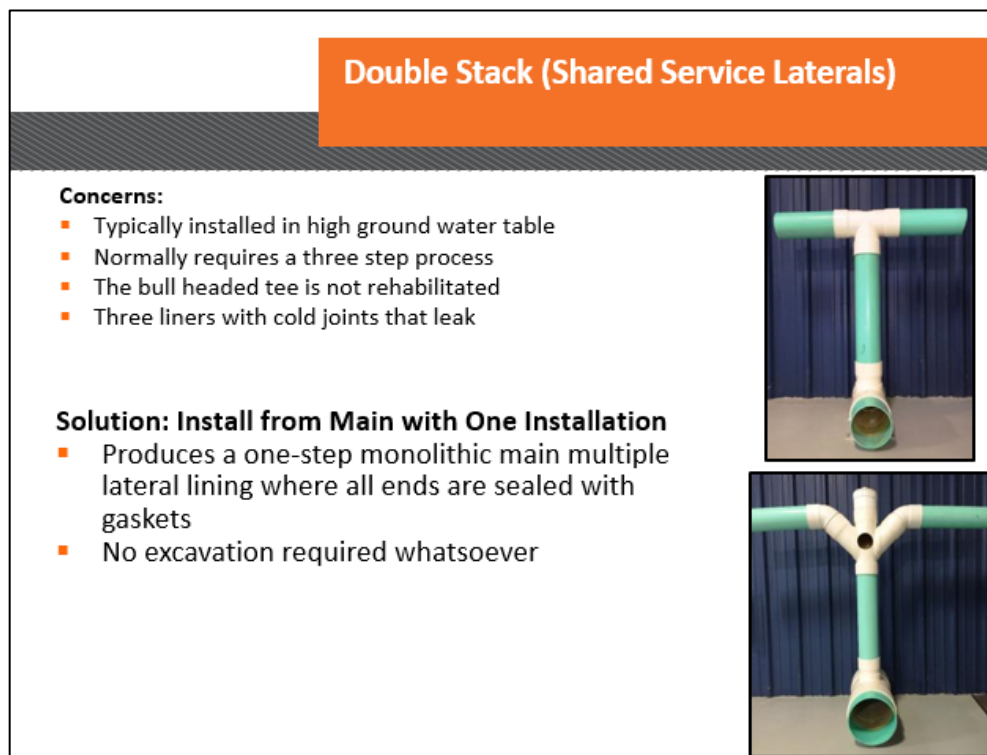 Double Stack (Shared Service Laterals)
Concerns:
▪ Typically installed in high ground water table
▪ Normally requires a three step process
▪ The bull headed tee is not rehabilitated
▪ Three liners with cold joints that leak
Solution: Install from Main with One Installation
▪ Produces a one-step monolithic main multiple
lateral lining where all ends are sealed with
gaskets
▪ No excavation required whatsoever